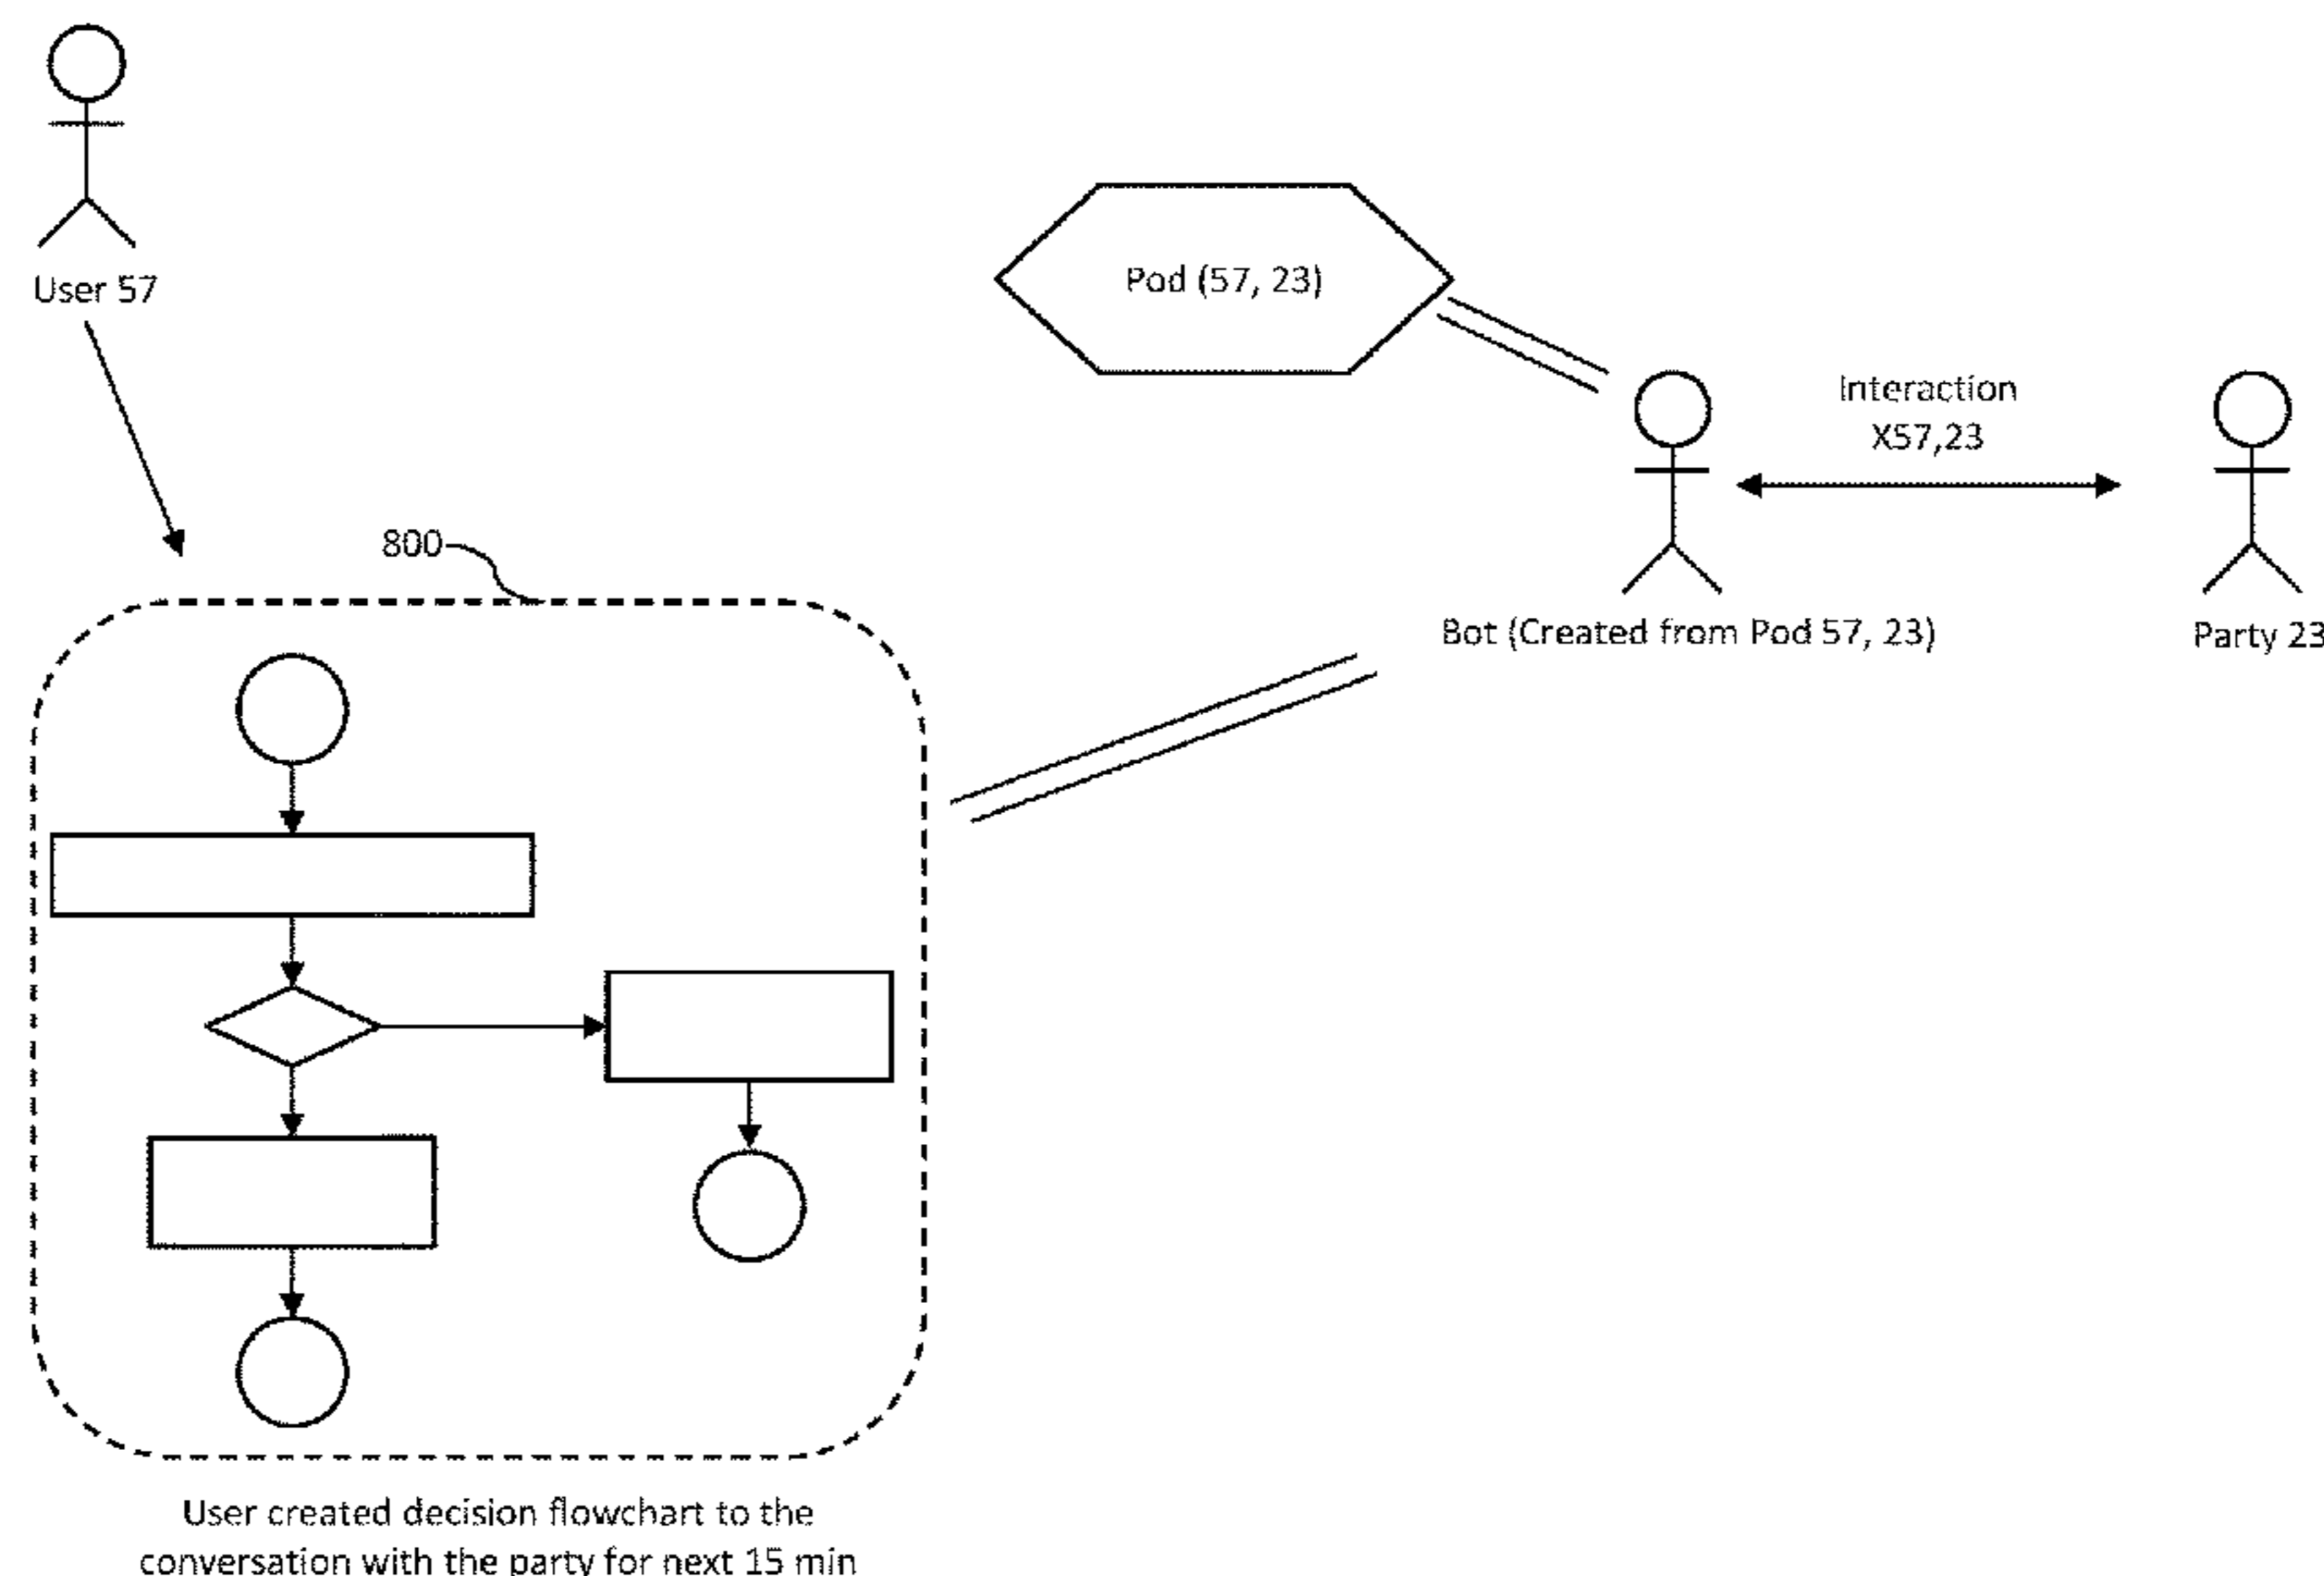 User 57
Pod (57, 23)
Interaction
X57,23
800
Bot (Created from Pod 57, 23)
Party 23
User created decision flowchart to the
conversation with the party for next 15 min